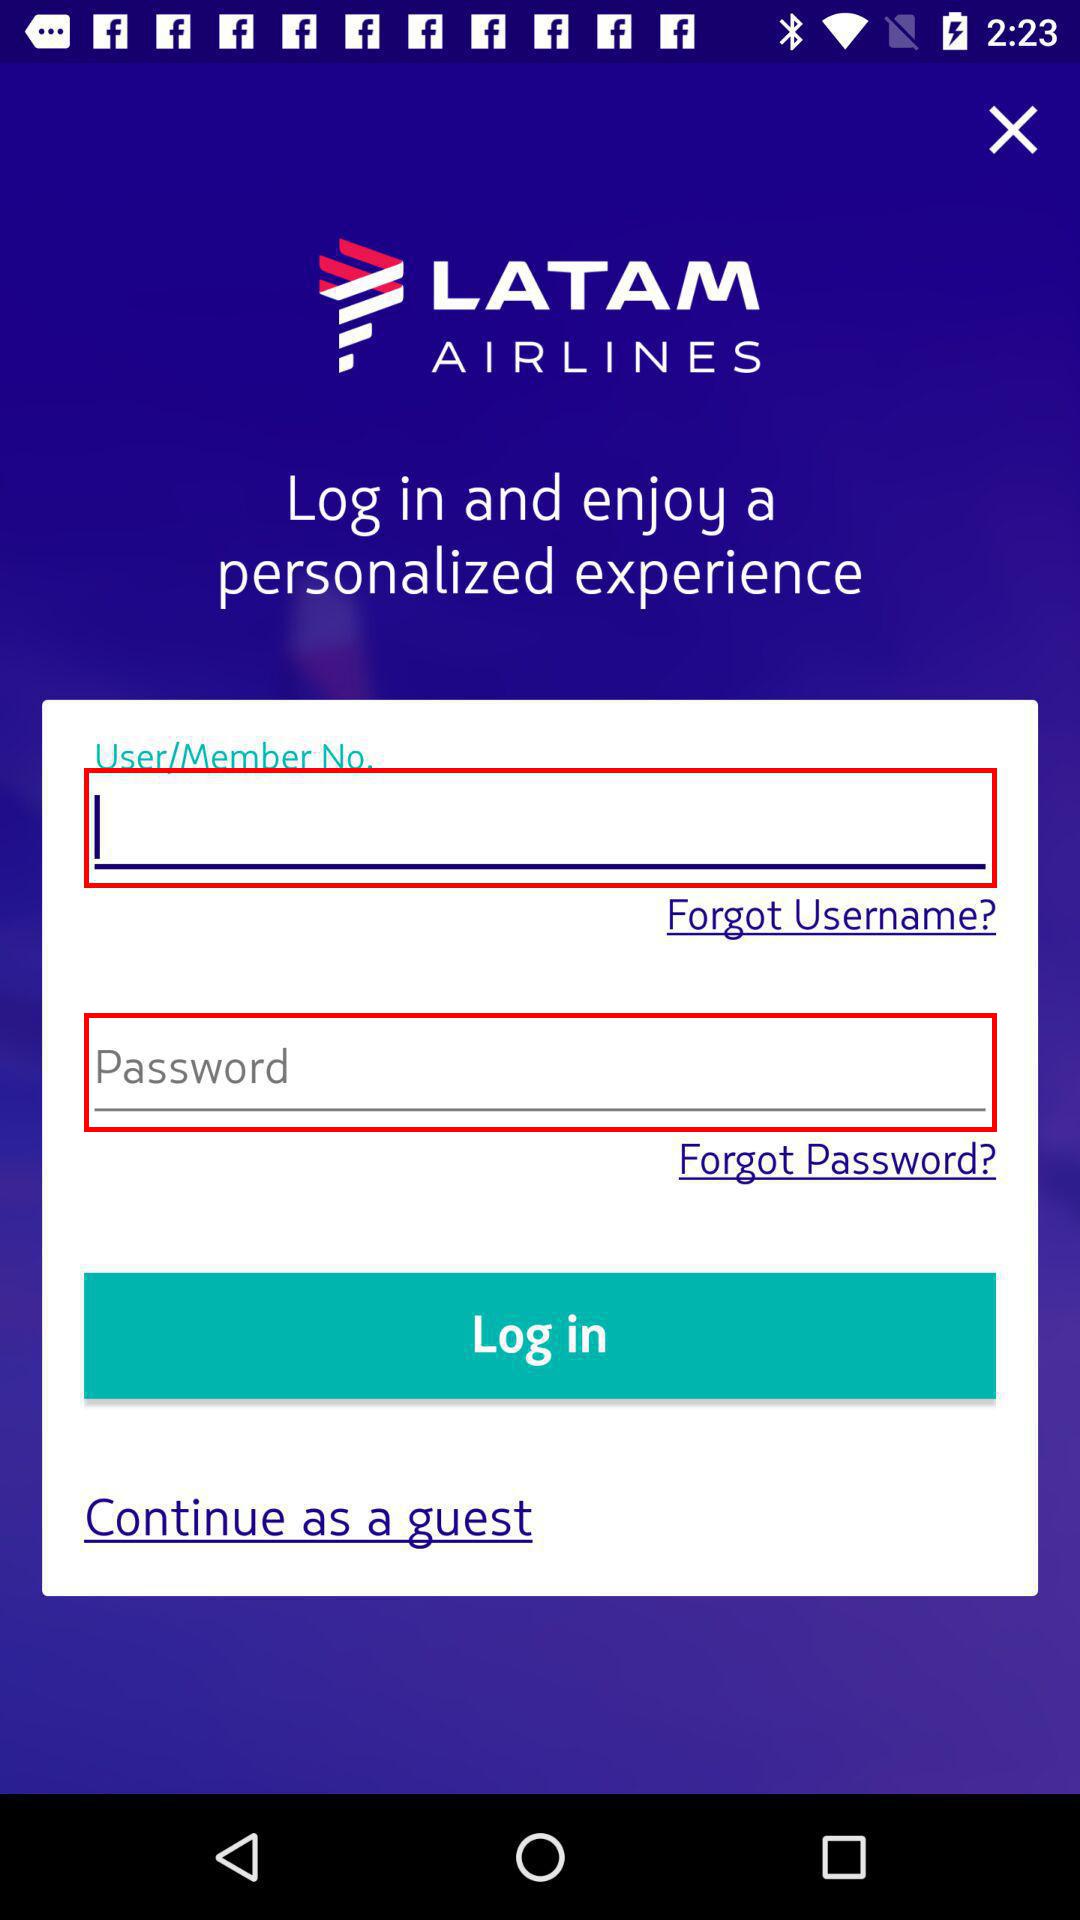 2:23
LATAM
AIRLINES
Log in and enjoy a
personalized experience
User/Member No.
Forgot Username?
Password
Forgot Password?
Log in
Continue as a guest